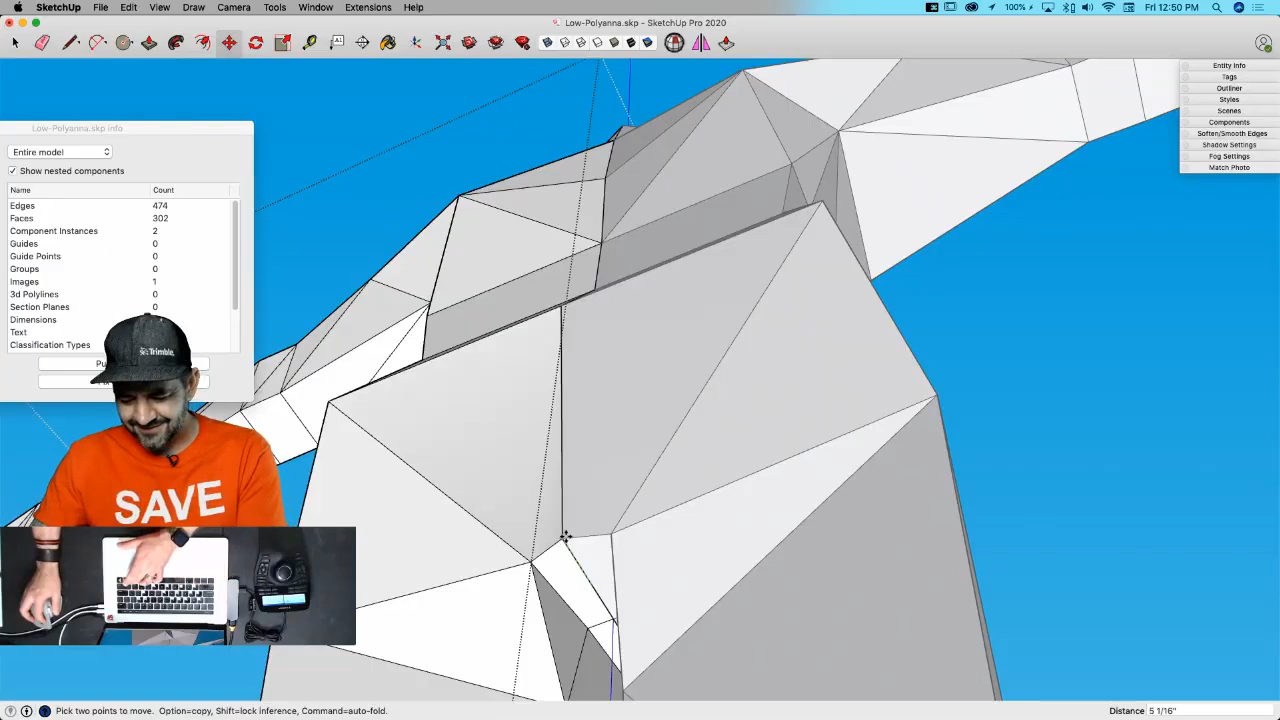 SketchUp File Edit View Draw Camera Tools Window Extensions Help 100% Fri 12:50 PM
Low-Polyanna.skp - SketchUp Pro 2020
Entity Info
Tags
Outliner
Styles
Scenes
Components
Soften/Smooth Edges
Shadow Settings
Fog Settings
Match Photo
Low-Polyanna.skp info
Entire model
Show nested components
Name Count
Edges 474
Faces 302
Component Instances 2
Guides 0
Guide Points 0
Groups 0
Images 1
3d Polylines 0
Section Planes 0
Dimensions
Text
Classification Types
Trimble
SAVE
Pick two points to move. Option=copy, Shift=lock inference, Command=auto-fold.
Distance 5 1/16"